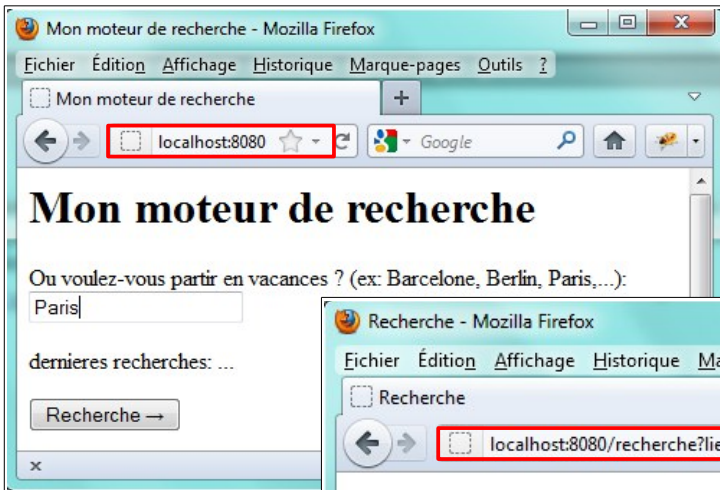 Mon moteur de recherche - Mozilla Firefox
Fichier Édition Affichage Historique Marque-pages Outils ?
Mon moteur de recherche
localhost:8080
Google
Mon moteur de recherche
Ou voulez-vous partir en vacances ? (ex: Barcelone, Berlin, Paris,...):
Paris
dernieres recherches: ...
Recherche →
x
Recherche - Mozilla Firefox
Fichier Édition Affichage Historique Ma
Recherche
localhost:8080/recherche?lie